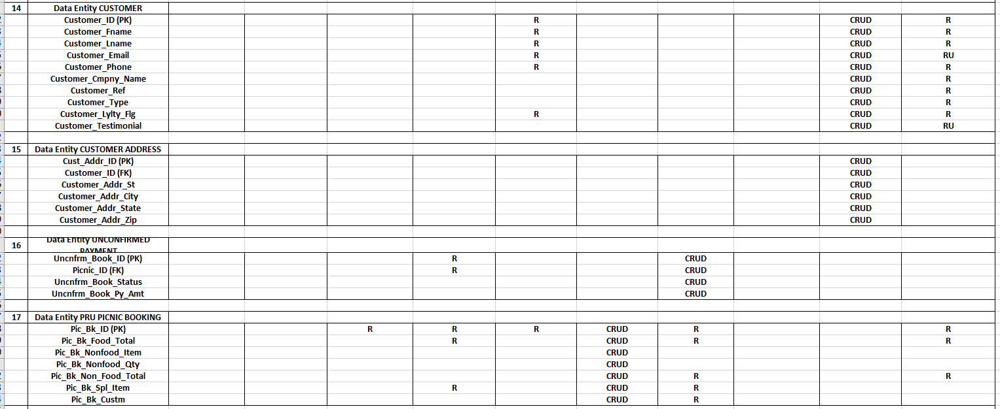 14 Data Entity CUSTOMER
Customer_ID (PK) R CRUD R
Customer_Fname R CRUD R
Customer_Lname R CRUD R
Customer_Email R CRUD RU
Customer_Phone R CRUD R
Customer_Cmpny_Name CRUD R
Customer_Ref CRUD R
Customer_Type CRUD R
Customer_Lylty_Flg R CRUD R
Customer_Testimonial CRUD RU
15 Data Entity CUSTOMER ADDRESS
Cust_Addr_ID (PK) CRUD
Customer_ID (FK) CRUD
Customer_Addr_St CRUD
Customer_Addr_City CRUD
Customer_Addr_State CRUD
Customer_Addr_Zip CRUD
16 Data Entity UNCONFIRMED
PAYMENT
Uncnfrm_Book_ID (PK) R CRUD
Picnic_ID (FK) R CRUD
Uncnfrm_Book_Status CRUD
Uncnfrm_Book_Py_Amt CRUD
17 Data Entity PRU PICNIC BOOKING
Pic_Bk_ID (PK) R R R CRUD R R
Pic_Bk_Food_Total R CRUD R R
Pic_Bk_Nonfood_Item CRUD
Pic_Bk_Nonfood_Qty CRUD
Pic_Bk_Non_Food_Total CRUD R R
Pic_Bk_Spl_Item R CRUD R
Pic_Bk_Custm CRUD R